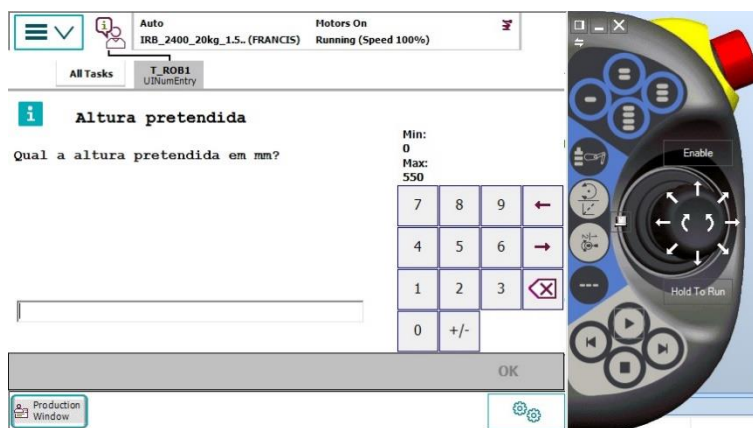 Auto
IRB_2400_20kg_1.5.. (FRANCIS)
Motors On
Running (Speed 100%)
All Tasks
T_ROB1
UINumEntry
Altura pretendida
Qual a altura pretendida em mm?
Min:
0
Max:
550
7 8 9
4 5 6
1 2 3
0 +/-
OK
Production
Window
Enable
Hold To Run